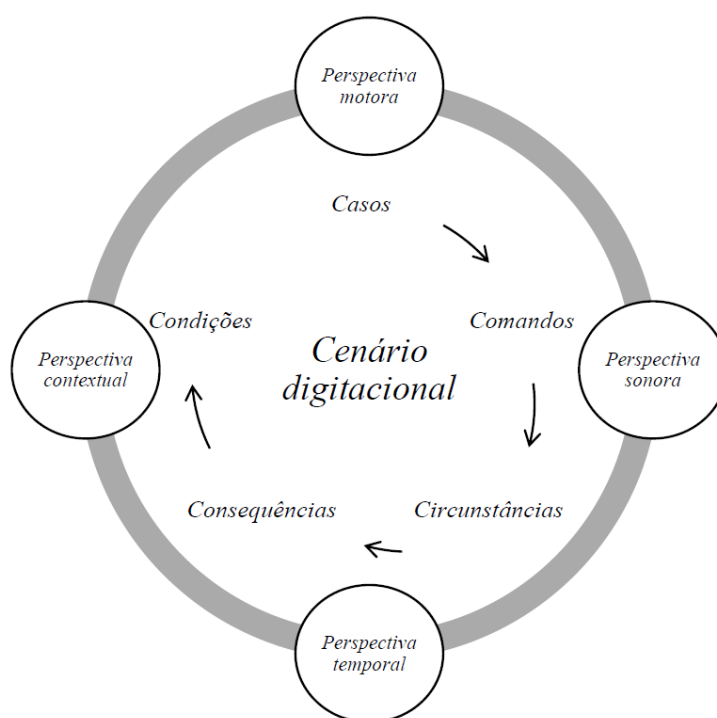 Perspectiva
motora
Casos
Condições
Comandos
Cenário
digitacional
Perspectiva
contextual
Perspectiva
sonora
Consequências
Circunstâncias
Perspectiva
temporal